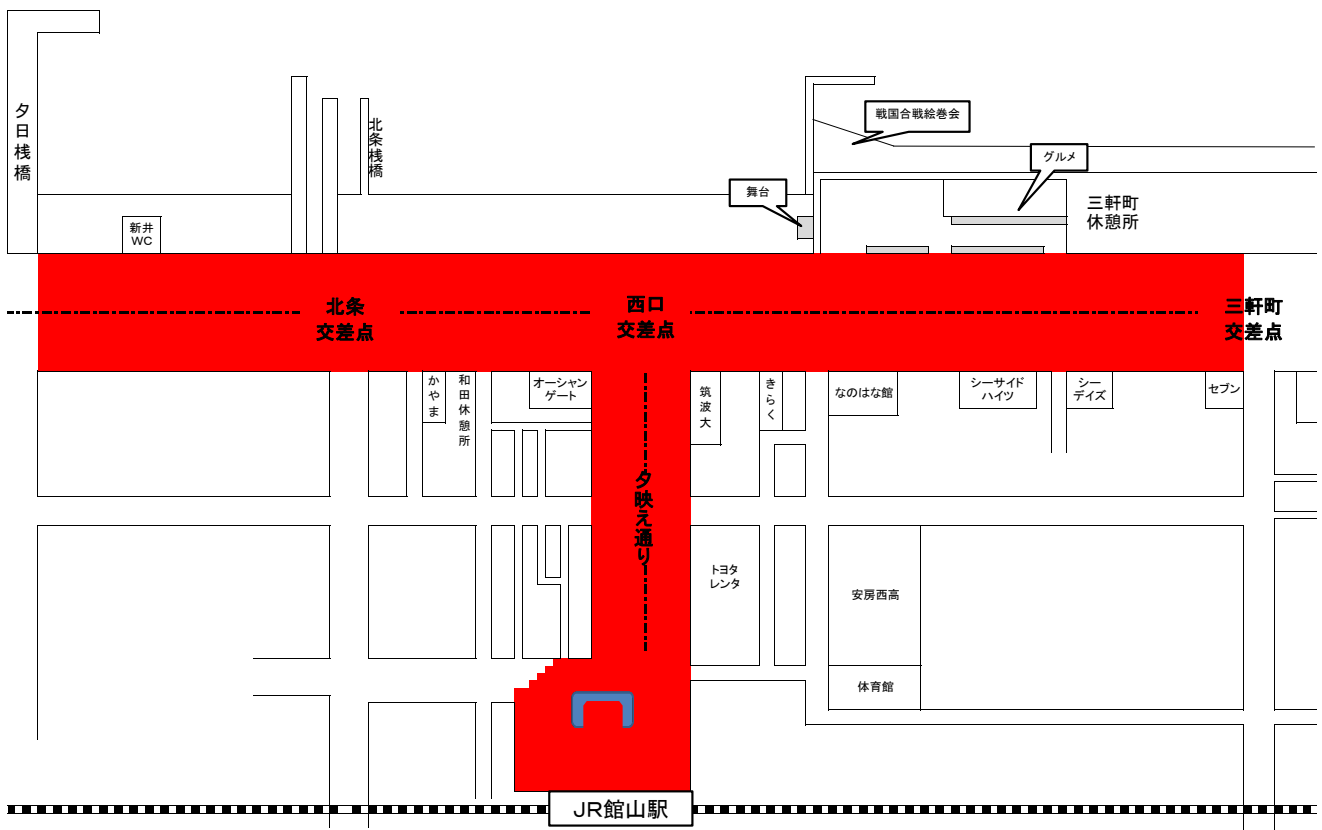 夕日桟橋
北条桟橋
戦国合戦絵巻会
グルメ
舞台
三軒町
休憩所
新井
WC
北条
交差点
西口
交差点
三軒町
交差点
かやま
和田休憩所
オーシャン
ゲート
筑波大
きらく
なのはな館
シーサイド
ハイツ
シー
デイズ
セブン
夕映え通り
トヨタ
レンタ
安房西高
体育館
JR館山駅